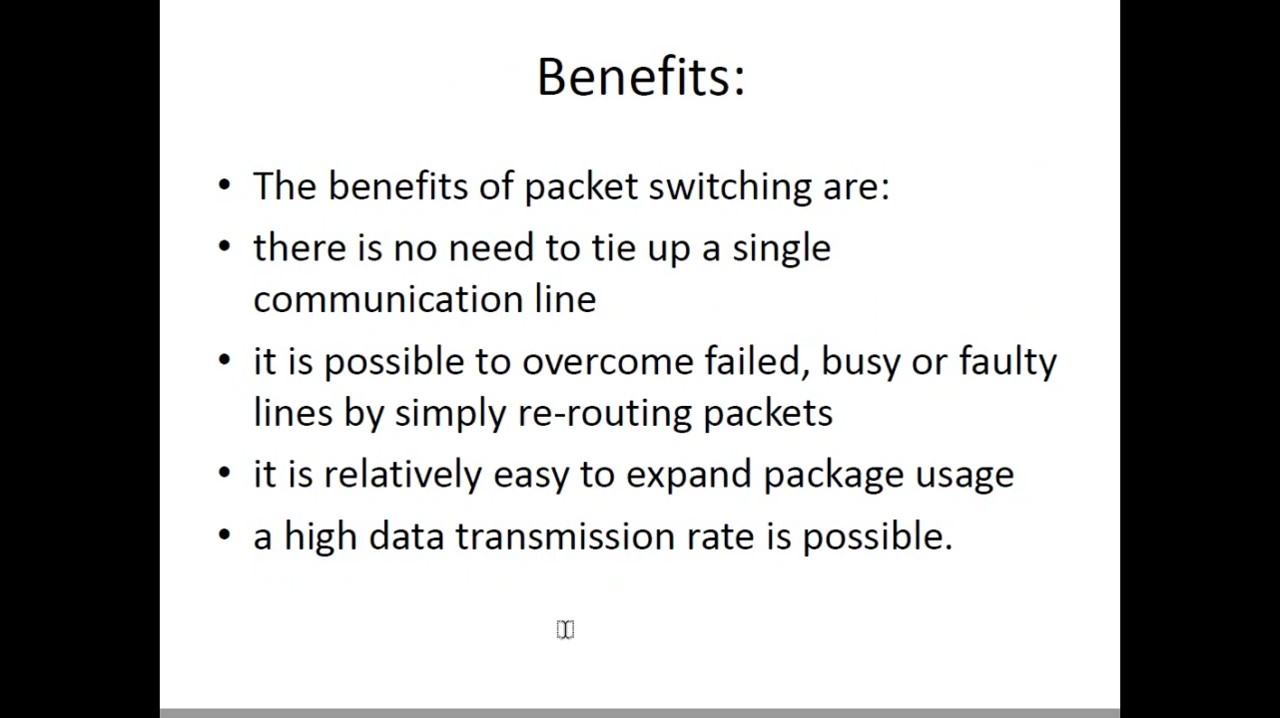 Benefits:
• The benefits of packet switching are:
• there is no need to tie up a single
communication line
• it is possible to overcome failed, busy or faulty
lines by simply re-routing packets
• it is relatively easy to expand package usage
• a high data transmission rate is possible.